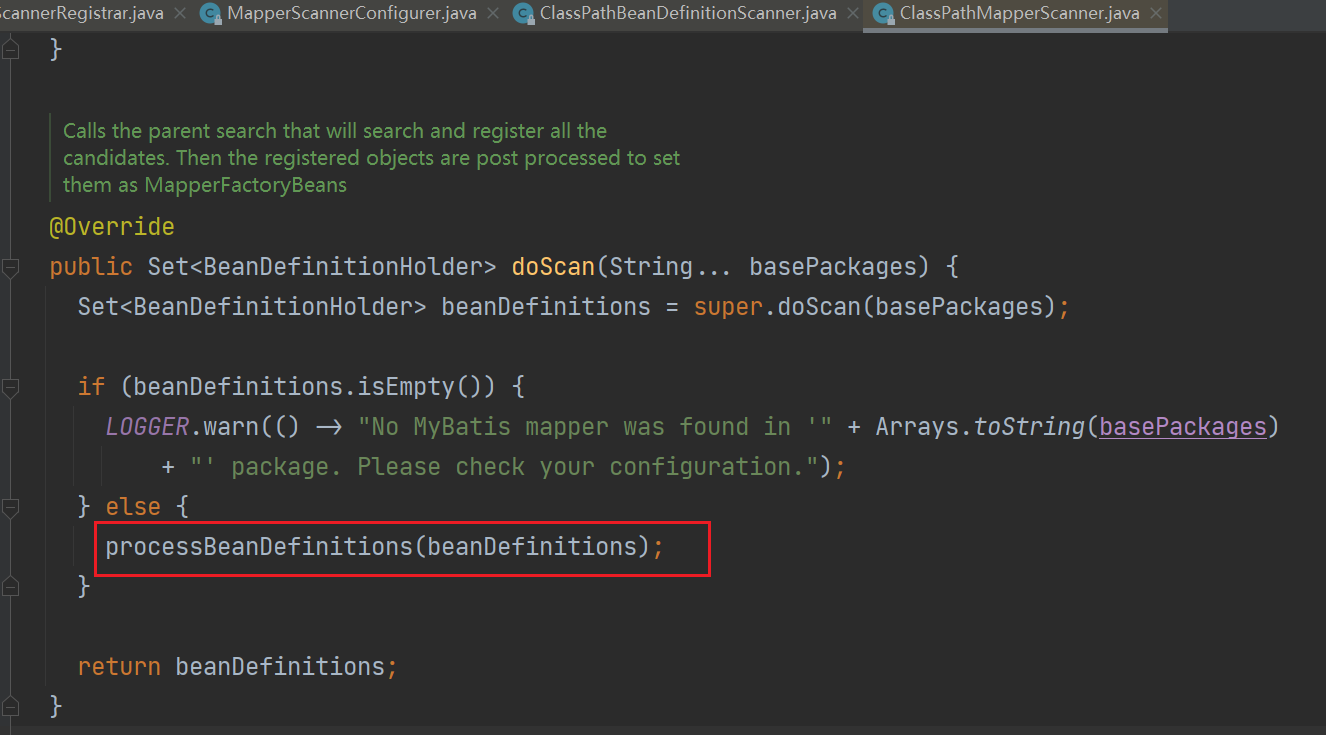 ScannerRegistrar.java MapperScannerConfigurer.java ClassPathBeanDefinitionScanner.java ClassPathMapperScanner.java
}
Calls the parent search that will search and register all the
candidates. Then the registered objects are post processed to set
them as MapperFactoryBeans
@Override
public Set<BeanDefinitionHolder> doScan(String... basePackages) {
Set<BeanDefinitionHolder> beanDefinitions = super.doScan(basePackages);
if (beanDefinitions.isEmpty()) {
LOGGER.warn(() -> "No MyBatis mapper was found in '" + Arrays.toString(basePackages)
+ "' package. Please check your configuration.");
} else {
processBeanDefinitions(beanDefinitions);
}
return beanDefinitions;
}